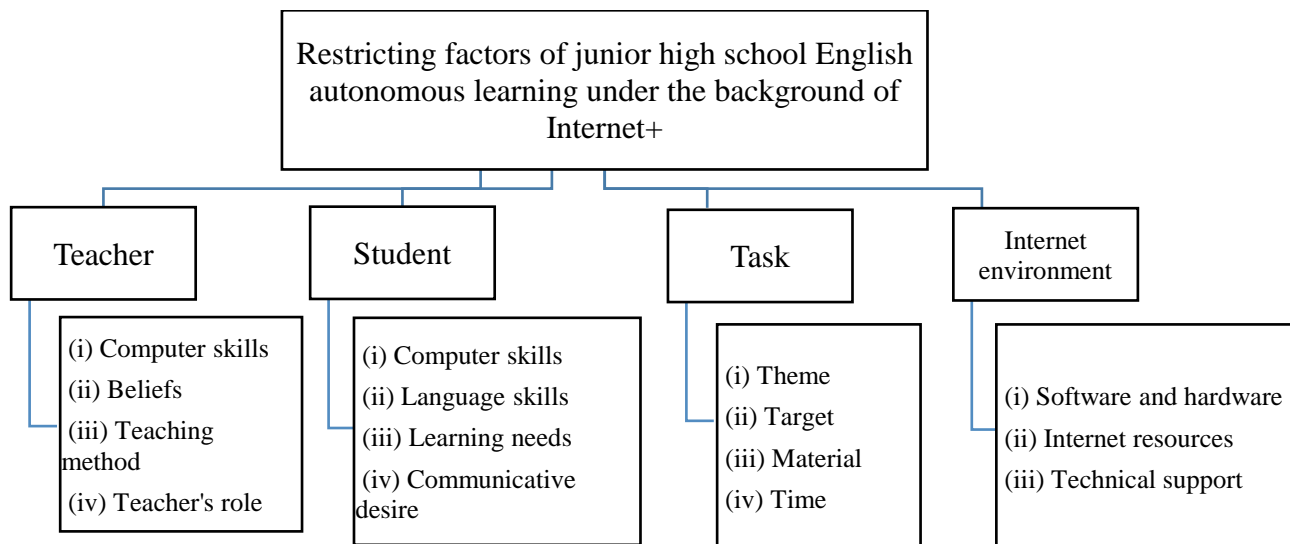 Restricting factors of junior high school English
autonomous learning under the background of
Internet+
Teacher
Student
Task
Internet
environment
(i) Computer skills
(ii) Beliefs
(iii) Teaching
method
(iv) Teacher's role
(i) Computer skills
(ii) Language skills
(iii) Learning needs
(iv) Communicative
desire
(i) Theme
(ii) Target
(iii) Material
(iv) Time
(i) Software and hardware
(ii) Internet resources
(iii) Technical support